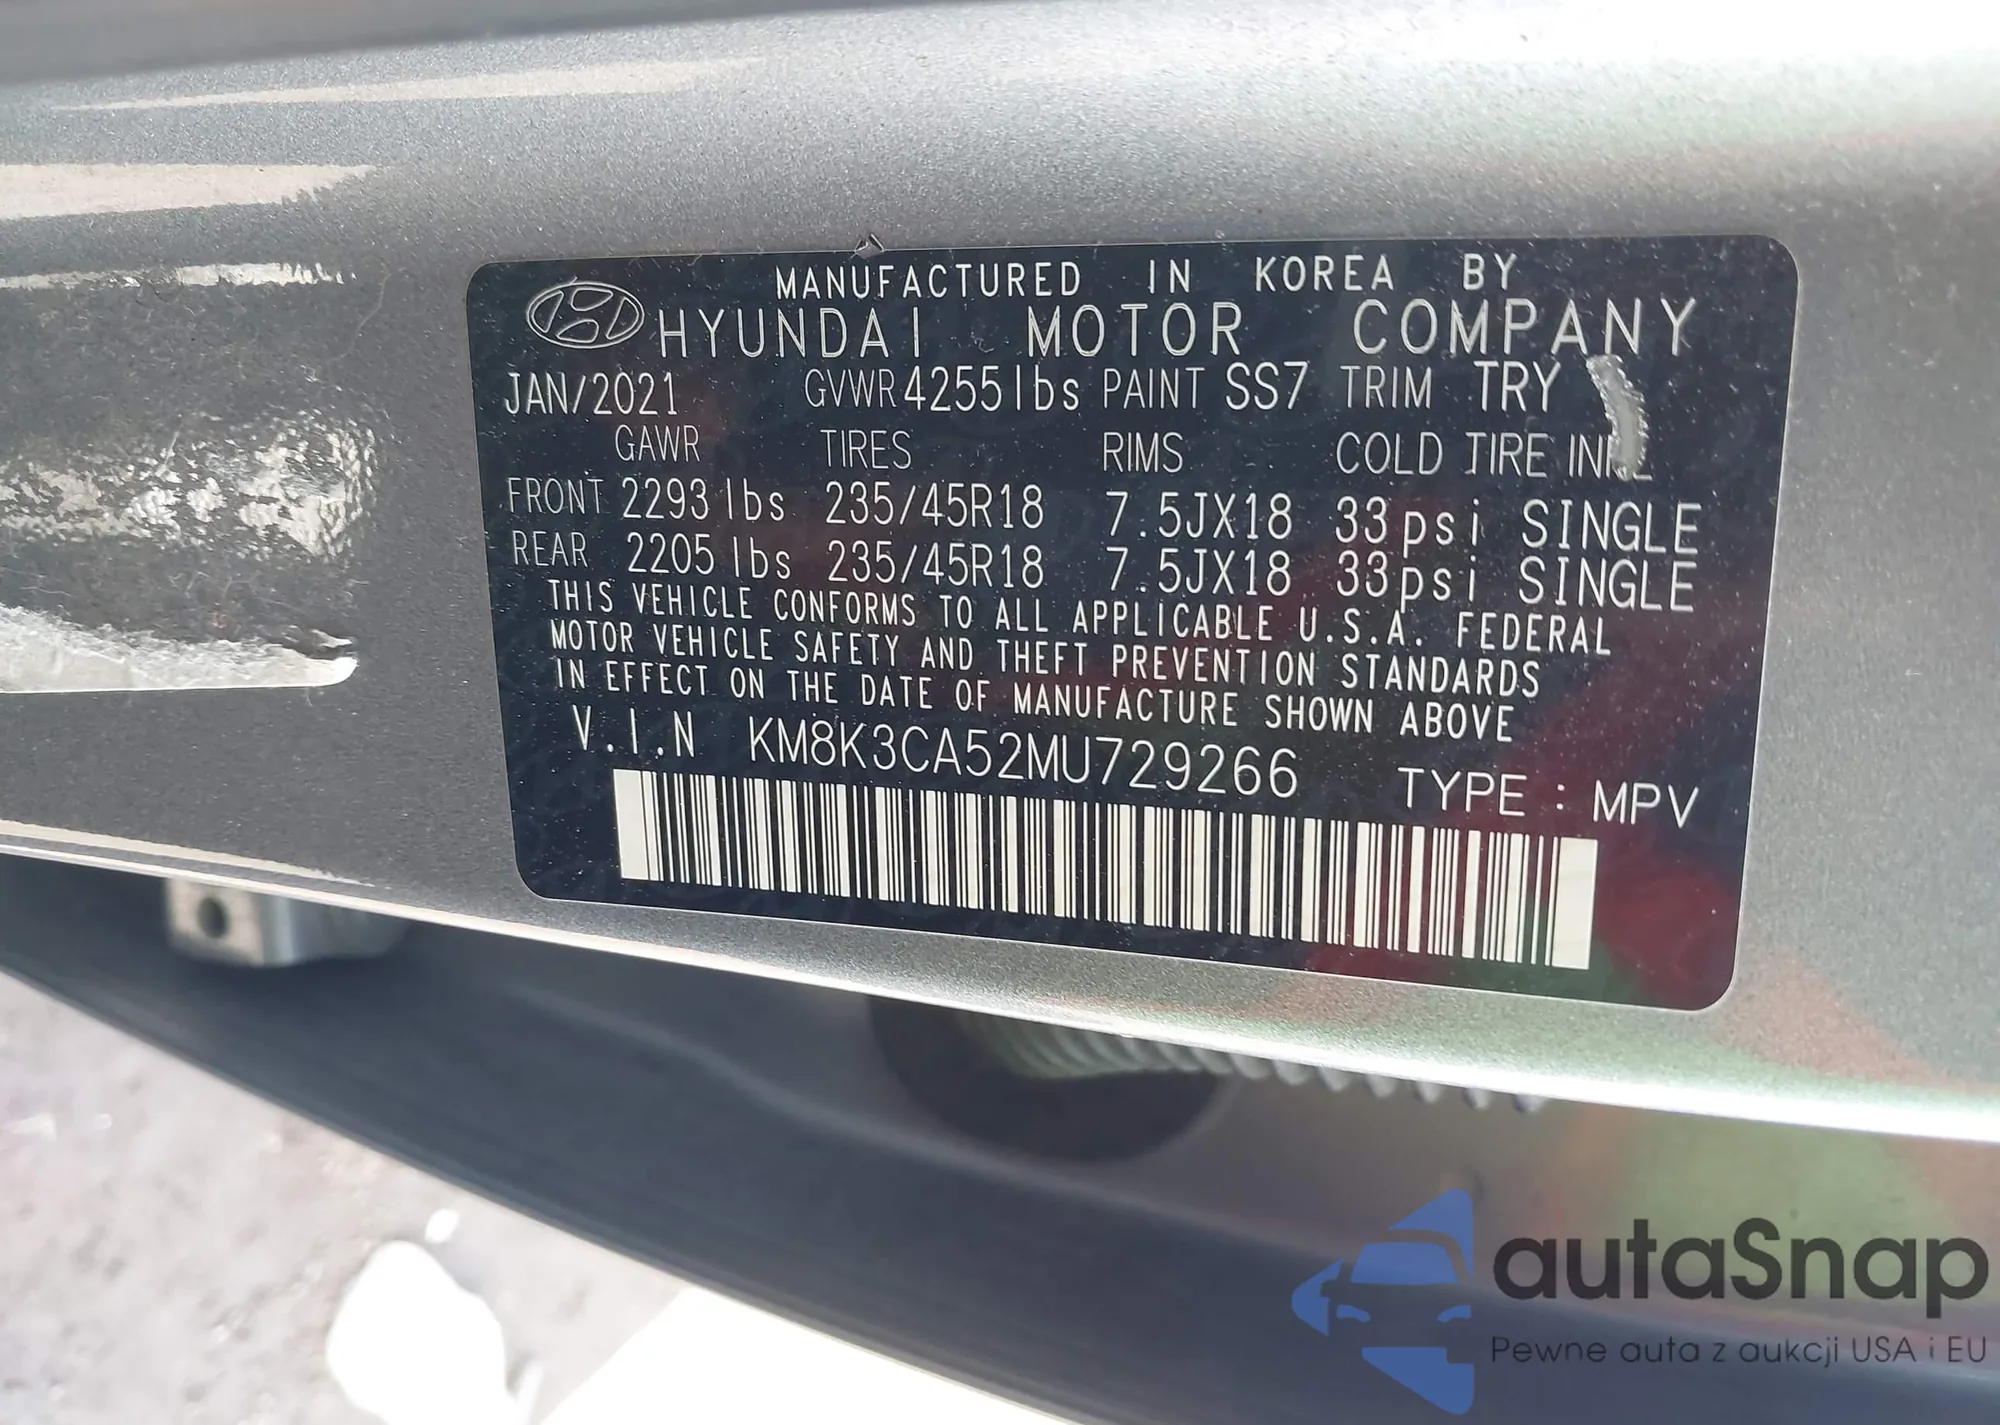 MANUFACTURED IN KOREA BY
HYUNDAI MOTOR COMPANY
JAN/2021 GVWR 4255lbs PAINT SS7 TRIM TRY
GAWR TIRES RIMS COLD TIRE
FRONT 2293 lbs 235/45R18 7.5JX18 33psi SINGLE
REAR 2205 lbs 235/45R18 7.5JX18 33psi SINGLE
THIS VEHICLE CONFORMS TO ALL APPLICABLE U.S.A. FEDERAL
MOTOR VEHICLE SAFETY AND THEFT PREVENTION STANDARDS
IN EFFECT ON THE DATE OF MANUFACTURE SHOWN ABOVE
V.I.N KM8K3CA52MU729266 TYPE : MPV
autaSnap
Pewne auta z aukcji USA i EU